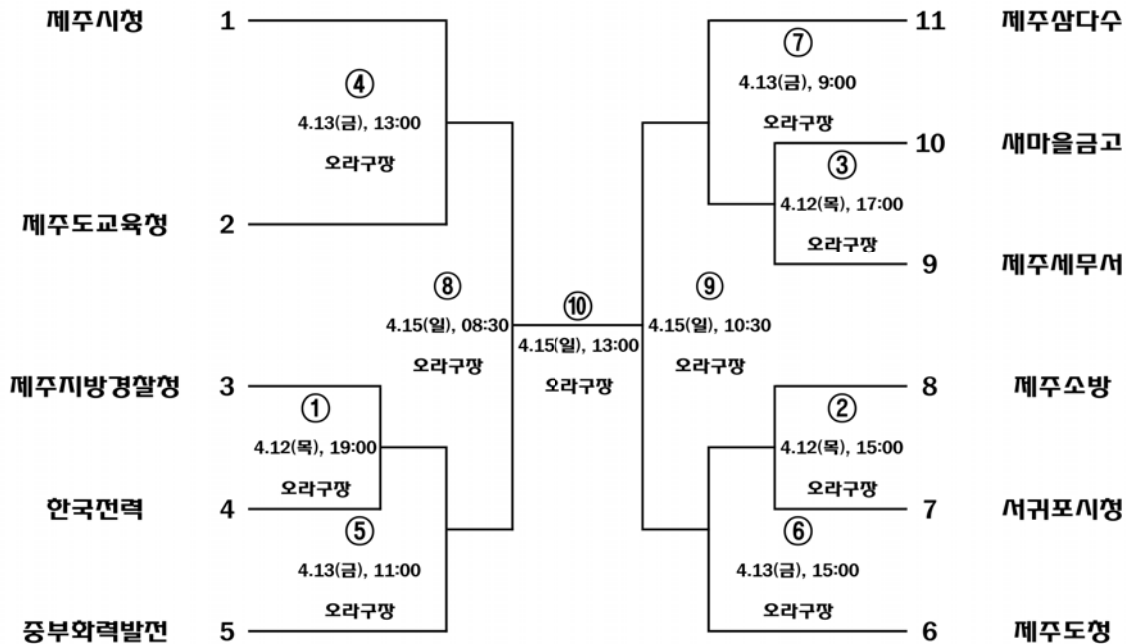 제주시청 1
④
4.13(금), 13:00
오라구장
제주도교육청 2
⑧
4.15(일), 08:30
오라구장
제주지방경찰청 3
①
4.12(목), 19:00
오라구장
한국전력 4
⑤
4.13(금), 11:00
오라구장
중부화력발전 5
⑩
4.15(일), 13:00
오라구장
11 제주삼다수
⑦
4.13(금), 9:00
오라구장
10 새마을금고
③
4.12(목), 17:00
오라구장
9 제주세무서
⑨
4.15(일), 10:30
오라구장
8 제주소방
②
4.12(목), 15:00
오라구장
7 서귀포시청
⑥
4.13(금), 15:00
오라구장
6 제주도청